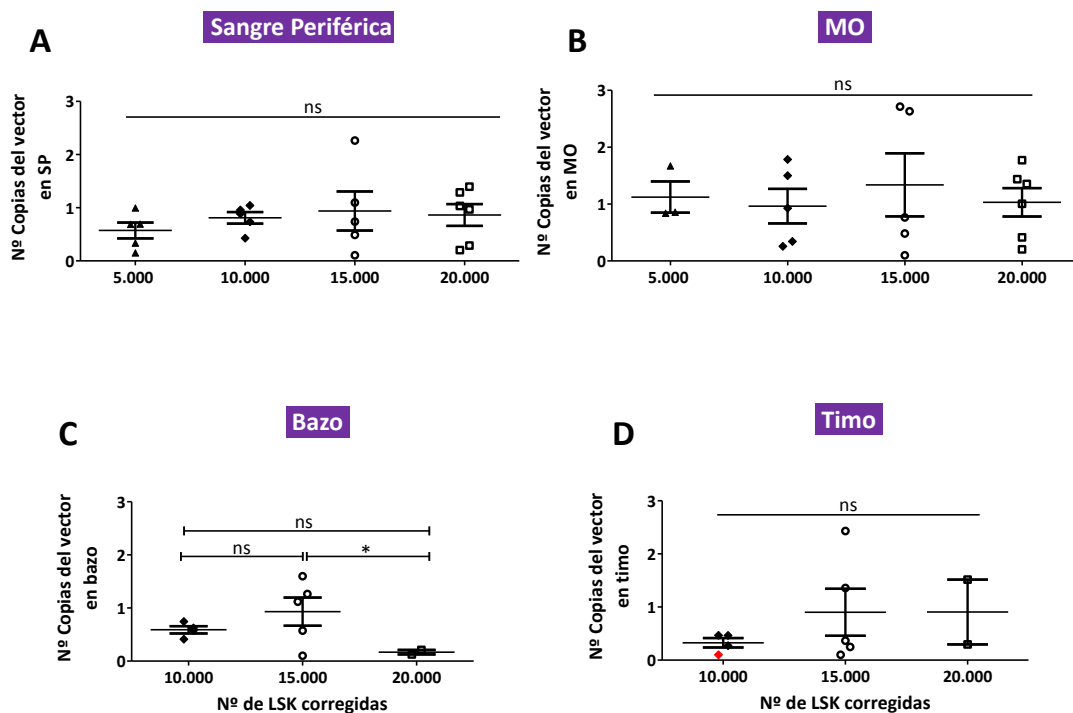 A
Sangre Periférica
Nº Copias del vector
en SP
3
2
1
0
ns
5.000 10.000 15.000 20.000
B
MO
Nº Copias del vector
en MO
3
2
1
0
ns
5.000 10.000 15.000 20.000
C
Bazo
Nº Copias del vector
en bazo
3
2
1
0
ns
ns *
10.000 15.000 20.000
Nº de LSK corregidas
D
Timo
Nº Copias del vector
en timo
3
2
1
0
ns
10.000 15.000 20.000
Nº de LSK corregidas